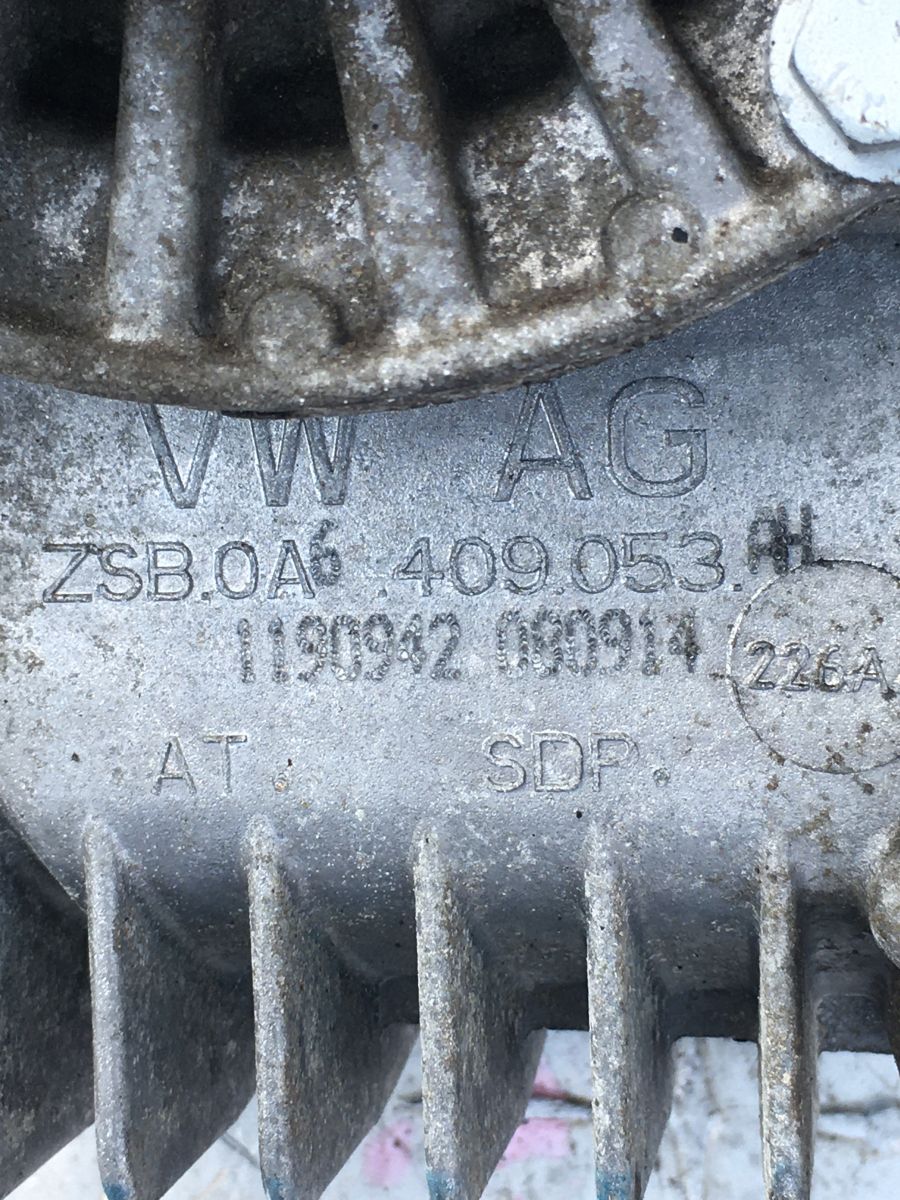 VW AG
ZSB.0A6 .409.053.AH
1190942 080914
226A
AT. SDP.